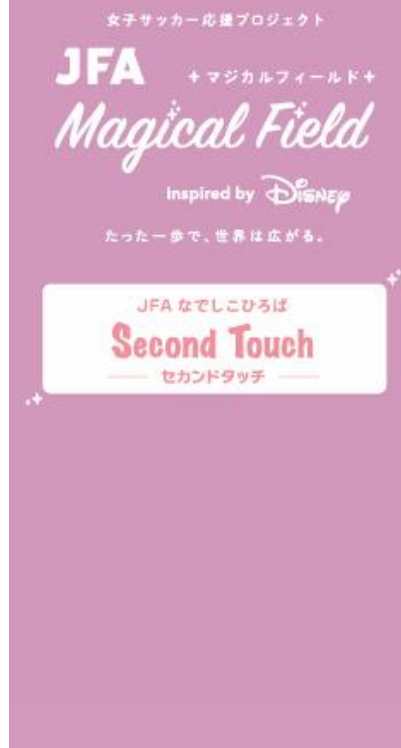 女子サッカー応援プロジェクト
JFA +マジカルフィールド+
Magical Field
inspired by Disney
たった一歩で、世界は広がる。
JFA なでしこひろば
Second Touch
セカンドタッチ